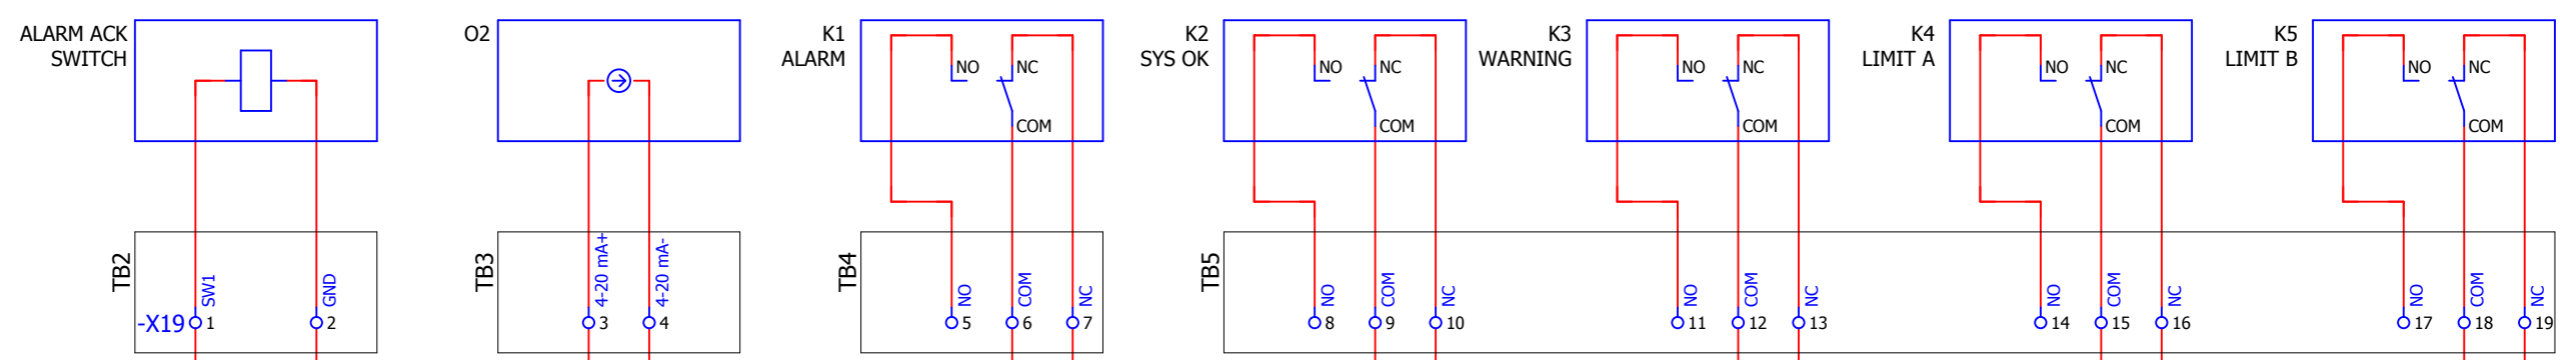 ALARM ACK
SWITCH
O2
K1
ALARM
NO
NC
COM
K2
SYS OK
NO
NC
COM
K3
WARNING
NO
NC
COM
K4
LIMIT A
NO
NC
COM
K5
LIMIT B
NO
NC
COM
TB2
-X19
SW1
1
GND
2
TB3
4-20 mA+
3
4-20 mA-
4
TB4
NO
5
COM
6
NC
7
TB5
NO
8
COM
9
NC
10
NO
11
COM
12
NC
13
NO
14
COM
15
NC
16
NO
17
COM
18
NC
19